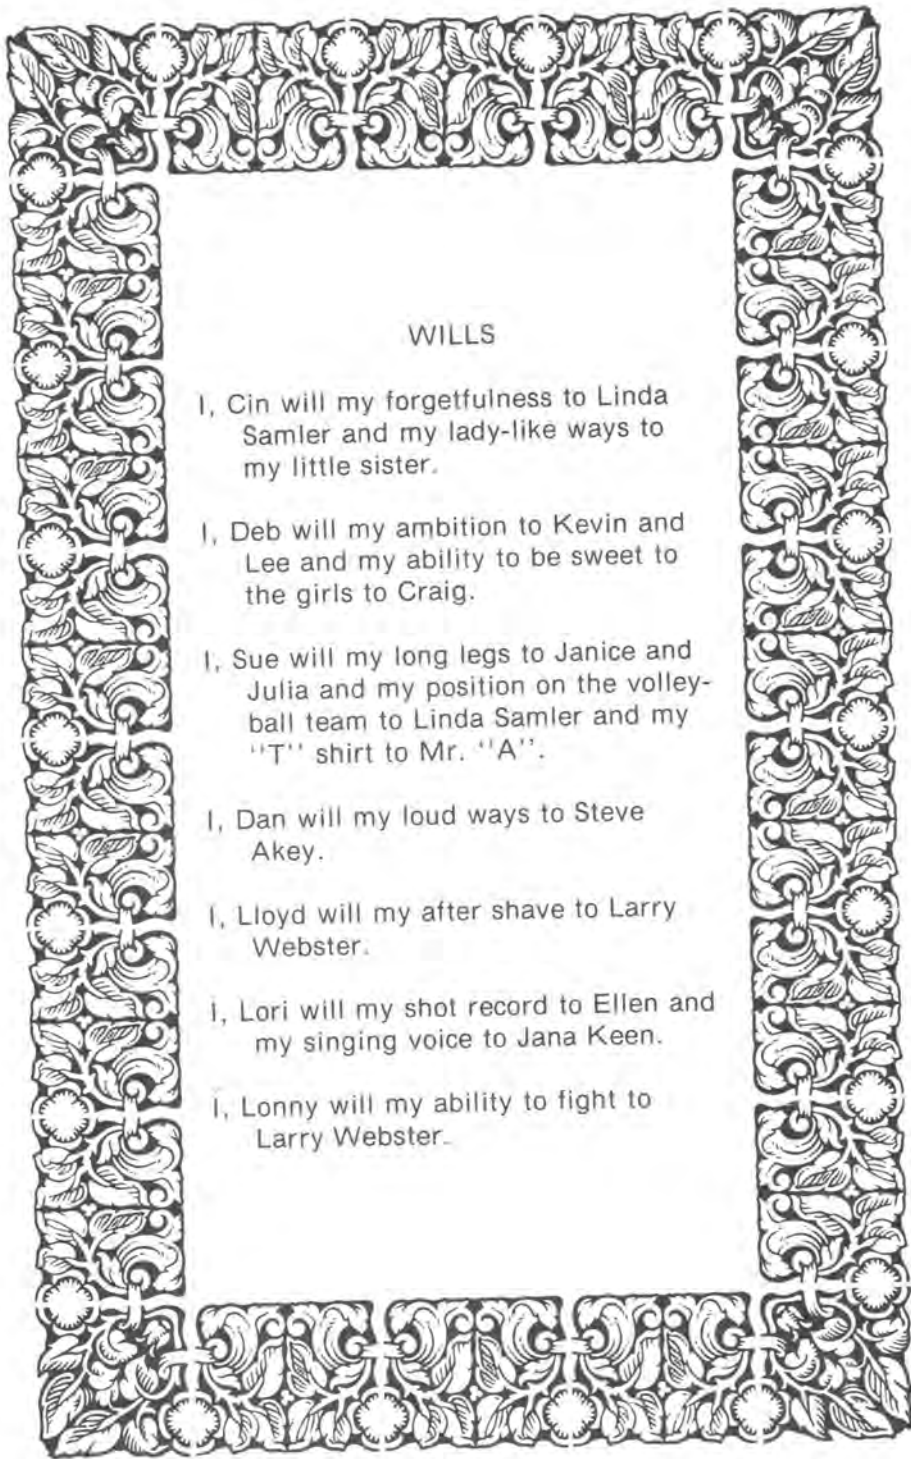 WILLS
I, Cin will my forgetfulness to Linda
Samler and my lady-like ways to
my little sister.
I, Deb will my ambition to Kevin and
Lee and my ability to be sweet to
the girls to Craig.
I, Sue will my long legs to Janice and
Julia and my position on the volley-
ball team to Linda Samler and my
"T" shirt to Mr. "A".
I, Dan will my loud ways to Steve
Akey.
I, Lloyd will my after shave to Larry
Webster.
I, Lori will my shot record to Ellen and
my singing voice to Jana Keen.
I, Lonny will my ability to fight to
Larry Webster.